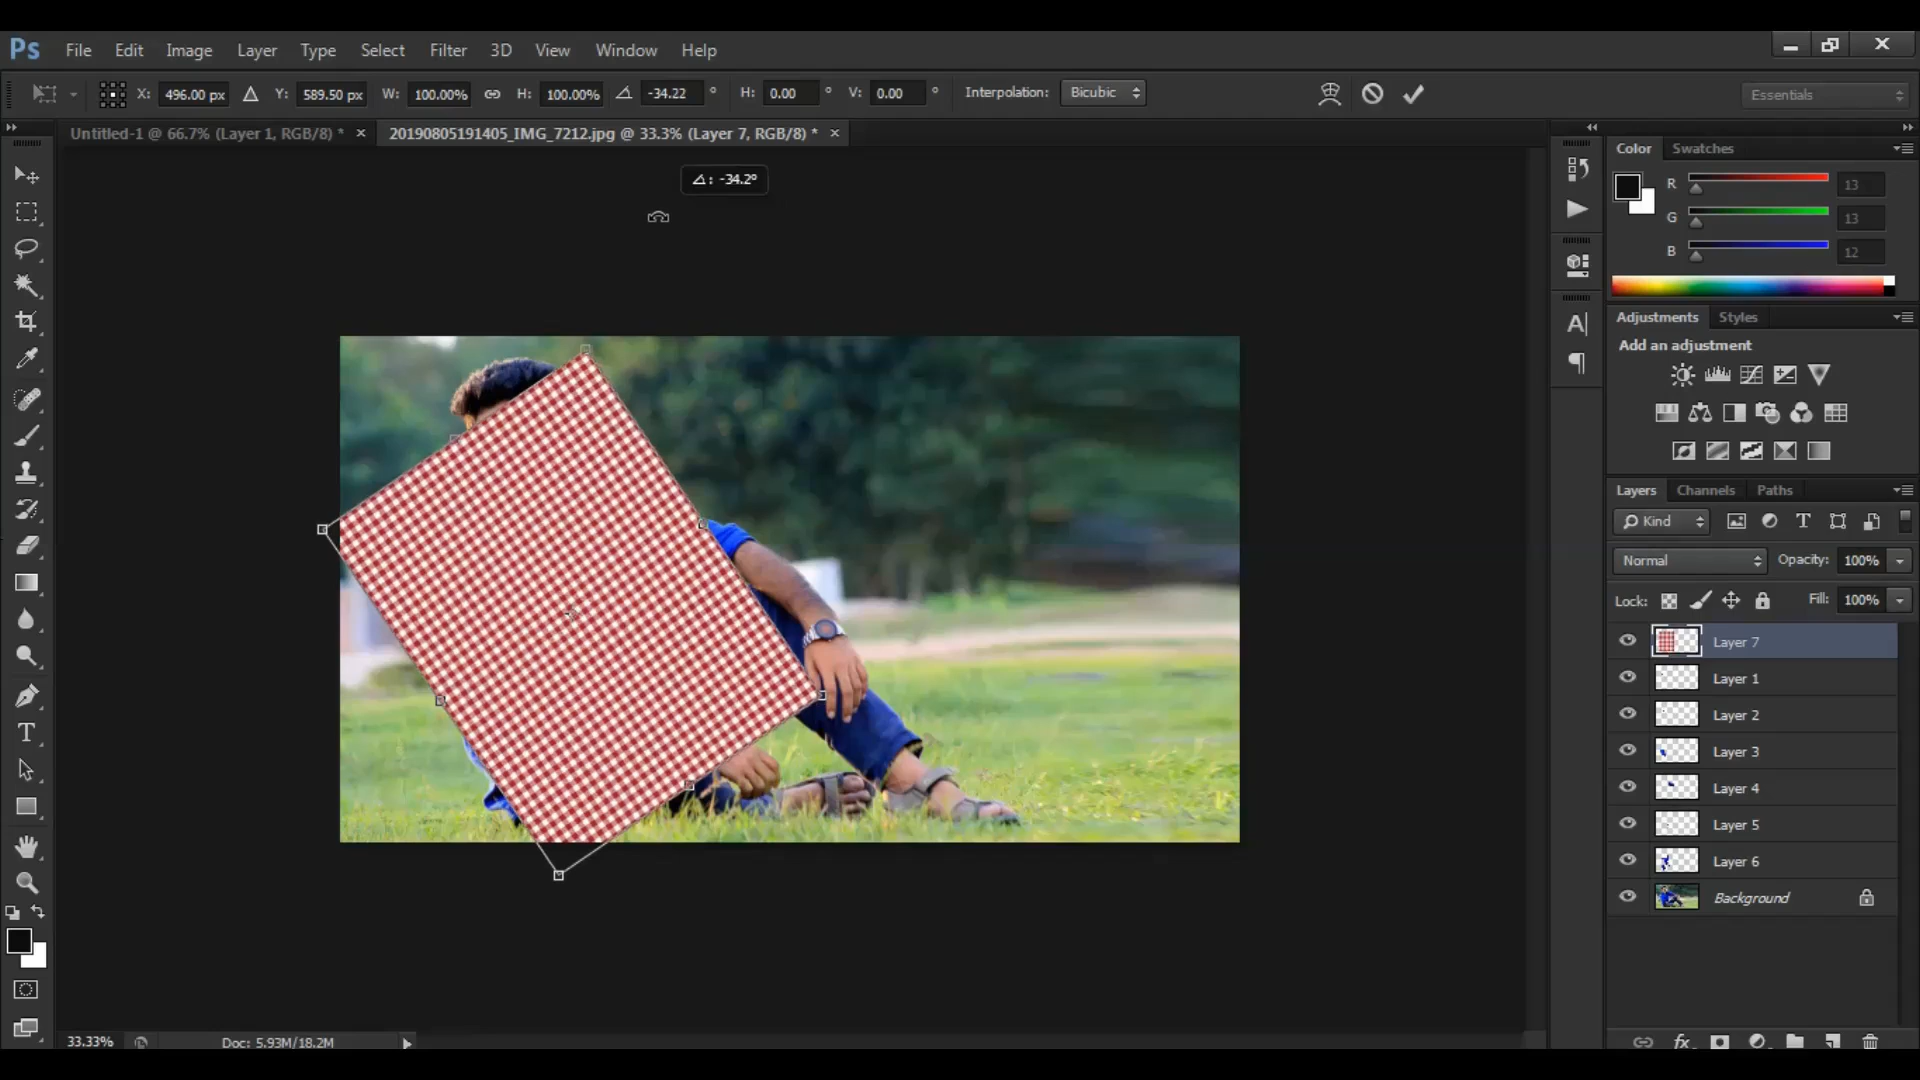 Ps File Edit Image Layer Type Select Filter 3D View Window Help
X: 496.00 px Y: 589.50 px W: 100.00% H: 100.00% -34.22 ° H: 0.00 ° V: 0.00 ° Interpolation: Bicubic Essentials
Untitled-1 @ 66.7% (Layer 1, RGB/8) * × 20190805191405_IMG_7212.jpg @ 33.3% (Layer 7, RGB/8) * ×
Color Swatches
: -34.2°
R 13
G 13
B 12
Adjustments Styles
Add an adjustment
Layers Channels Paths
Kind T
Normal Opacity: 100%
Lock: Fill: 100%
Layer 7
Layer 1
Layer 2
Layer 3
Layer 4
Layer 5
Layer 6
Background
33.33% Doc: 5.93M/18.2M
fx